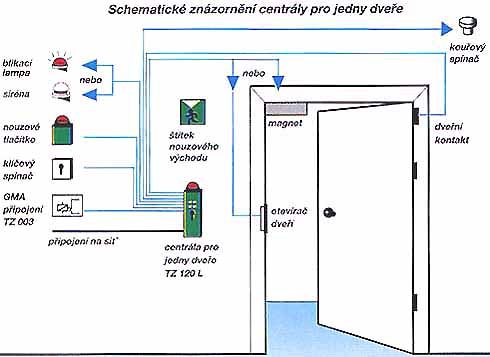 Schematické znázornění centrály pro jedny dveře
blikací
lampa
nebo
siréna
nouzové
tlačítko
klíčový
spínač
GMA
připojení
TZ 003
připojení na síť
štítek
nouzového
východu
centrála pro
jedny dveře
TZ 120 L
nebo
magnet
otevírač
dveří
kouřový
spínač
dveřní
kontakt